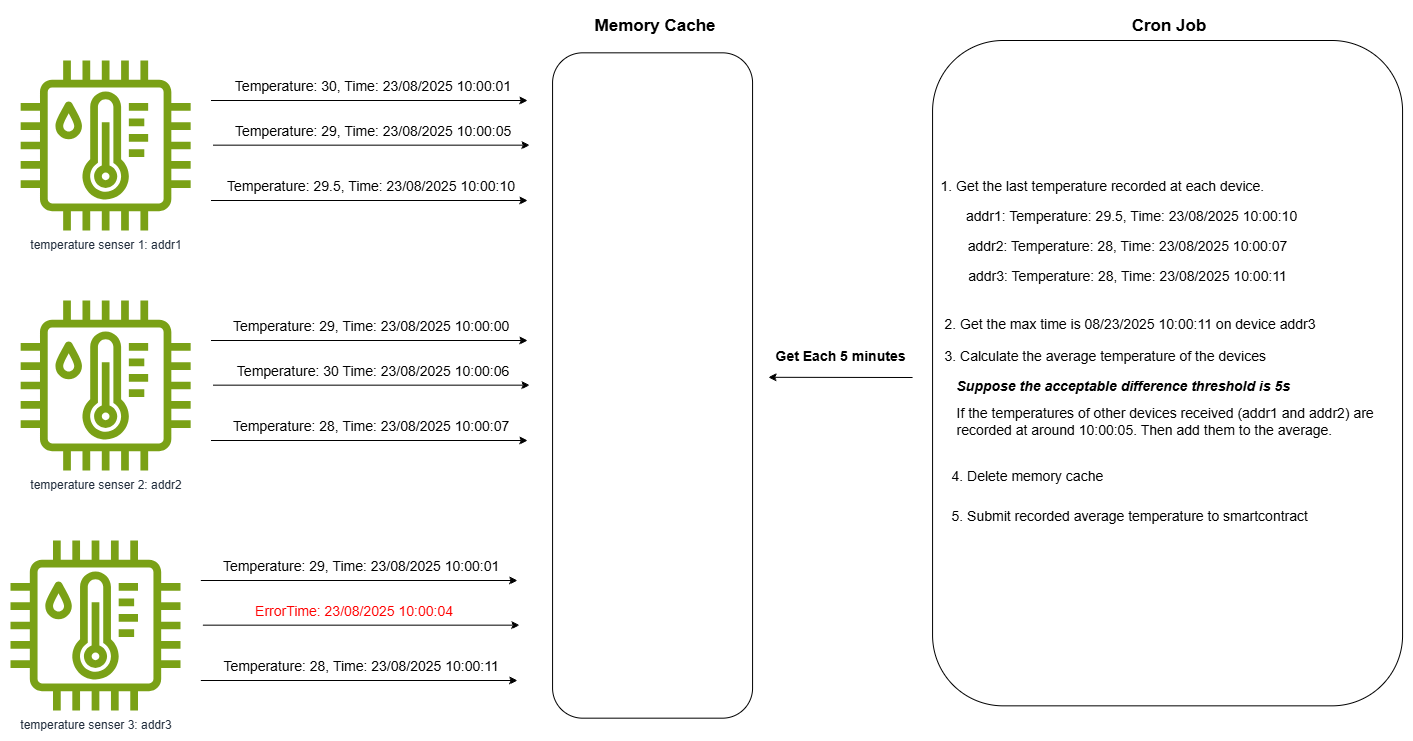 Memory Cache
Cron Job
Temperature: 30, Time: 23/08/2025 10:00:01
Temperature: 29, Time: 23/08/2025 10:00:05
Temperature: 29.5, Time: 23/08/2025 10:00:10
temperature senser 1: addr1
Temperature: 29, Time: 23/08/2025 10:00:00
Temperature: 30 Time: 23/08/2025 10:00:06
Temperature: 28, Time: 23/08/2025 10:00:07
temperature senser 2: addr2
Temperature: 29, Time: 23/08/2025 10:00:01
ErrorTime: 23/08/2025 10:00:04
Temperature: 28, Time: 23/08/2025 10:00:11
temperature senser 3: addr3
Get Each 5 minutes
1. Get the last temperature recorded at each device.
addr1: Temperature: 29.5, Time: 23/08/2025 10:00:10
addr2: Temperature: 28, Time: 23/08/2025 10:00:07
addr3: Temperature: 28, Time: 23/08/2025 10:00:11
2. Get the max time is 08/23/2025 10:00:11 on device addr3
3. Calculate the average temperature of the devices
Suppose the acceptable difference threshold is 5s
If the temperatures of other devices received (addr1 and addr2) are
recorded at around 10:00:05. Then add them to the average.
4. Delete memory cache
5. Submit recorded average temperature to smartcontract